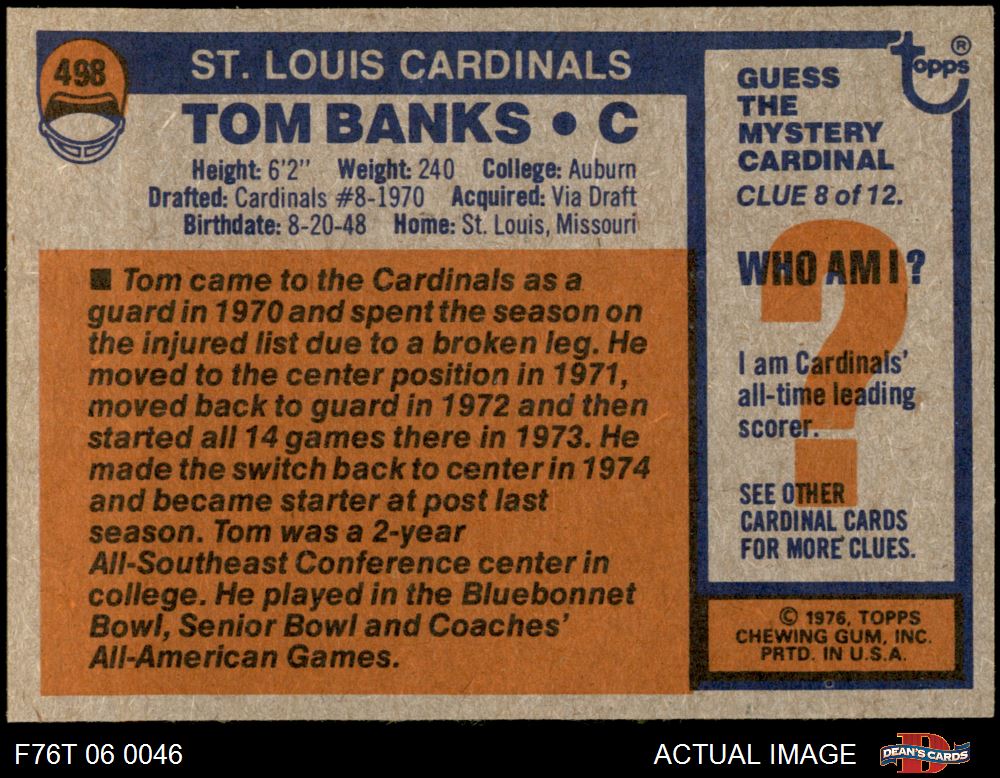 498
ST. LOUIS CARDINALS
TOM BANKS • C
Height: 6'2" Weight: 240 College: Auburn
Drafted: Cardinals #8-1970 Acquired: Via Draft
Birthdate: 8-20-48 Home: St. Louis, Missouri
■ Tom came to the Cardinals as a
guard in 1970 and spent the season on
the injured list due to a broken leg. He
moved to the center position in 1971,
moved back to guard in 1972 and then
started all 14 games there in 1973. He
made the switch back to center in 1974
and became starter at post last
season. Tom was a 2-year
All-Southeast Conference center in
college. He played in the Bluebonnet
Bowl, Senior Bowl and Coaches'
All-American Games.
topps ®
GUESS
THE
MYSTERY
CARDINAL
CLUE 8 of 12.
WHO AM I ?
?
I am Cardinals'
all-time leading
scorer.
SEE OTHER
CARDINAL CARDS
FOR MORE CLUES.
© 1976, TOPPS
CHEWING GUM, INC.
PRTD. IN U.S.A.
F76T 06 0046
ACTUAL IMAGE
D
DEAN'S CARDS